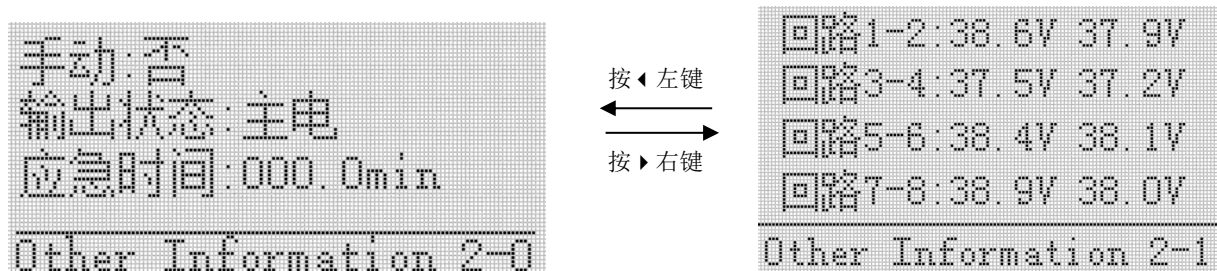 手动:否
输出状态:主电
应急时间:000.0min
Other Information 2-0
按◀左键
按▶右键
回路1-2:38.6V 37.9V
回路3-4:37.5V 37.2V
回路5-6:38.4V 38.1V
回路7-8:38.9V 38.0V
Other Information 2-1